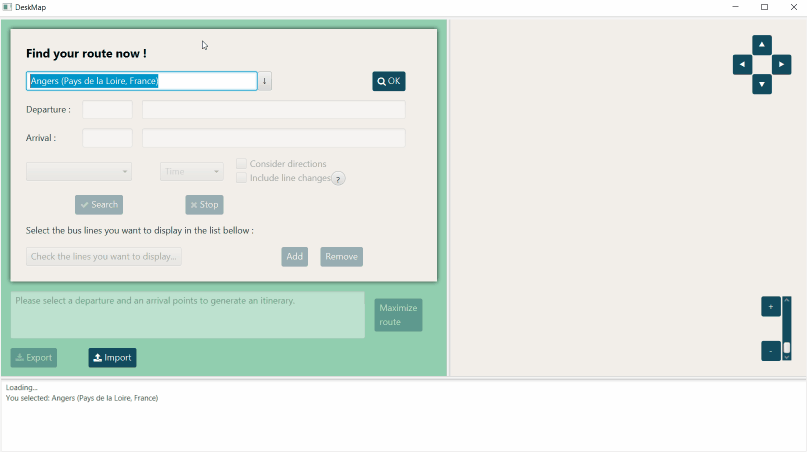 DeskMap
Find your route now !
Angers (Pays de la Loire, France)
↓
OK
Departure :
Arrival :
Time
Consider directions
Include line changes
?
Search
Stop
Select the bus lines you want to display in the list bellow :
Check the lines you want to display...
Add
Remove
Please select a departure and an arrival points to generate an itinerary.
Maximize
route
Export
Import
+
-
Loading...
You selected: Angers (Pays de la Loire, France)